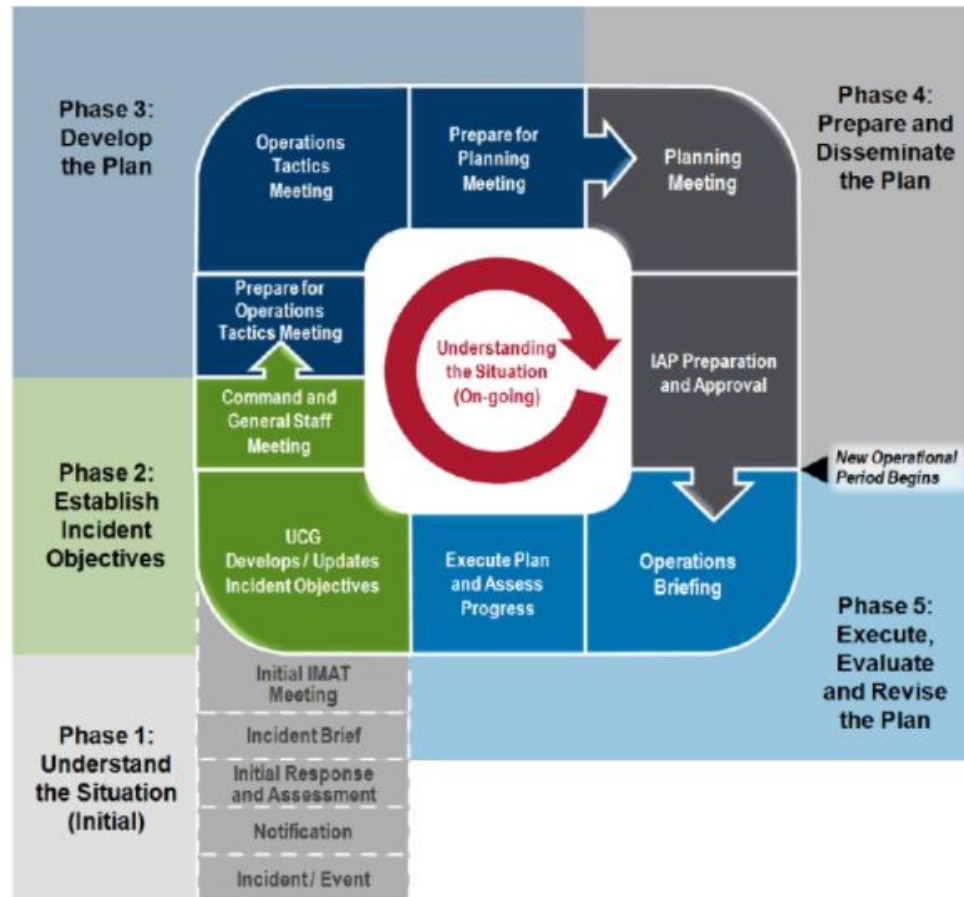 Phase 3:
Develop
the Plan
Operations
Tactics
Meeting
Prepare for
Planning
Meeting
Planning
Meeting
Phase 4:
Prepare and
Disseminate
the Plan
Prepare for
Operations
Tactics Meeting
Understanding
the Situation
(On-going)
IAP Preparation
and Approval
Command and
General Staff
Meeting
New Operational
Period Begins
Phase 2:
Establish
Incident
Objectives
UCG
Develops / Updates
Incident Objectives
Execute Plan
and Assess
Progress
Operations
Briefing
Phase 5:
Execute,
Evaluate
and Revise
the Plan
Phase 1:
Understand
the Situation
(Initial)
Initial IMAT
Meeting
Incident Brief
Initial Response
and Assessment
Notification
Incident / Event